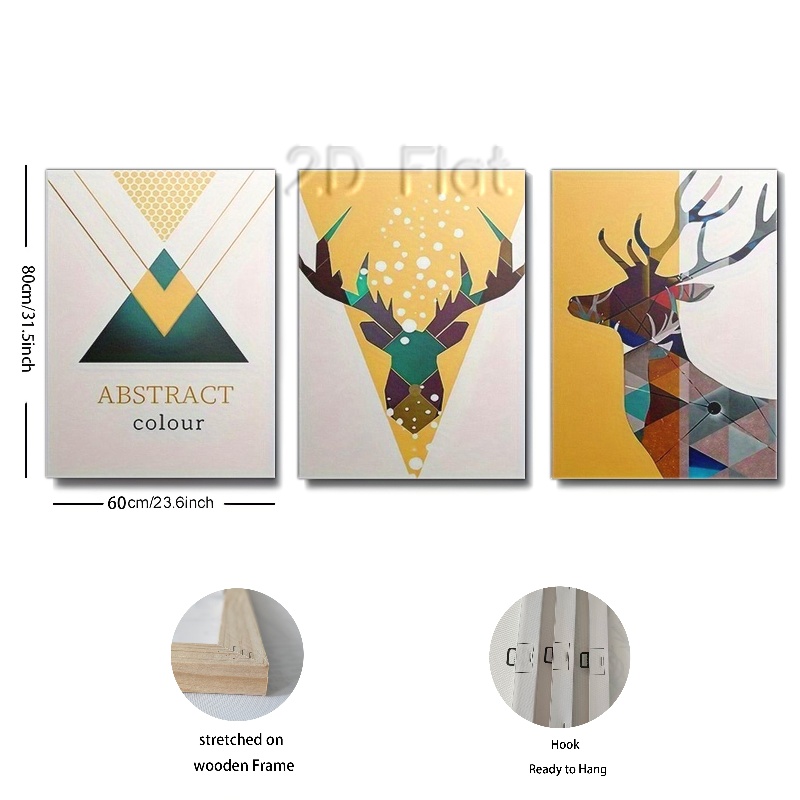 2D Flat
80cm/31.5inch
ABSTRACT
colour
60cm/23.6inch
stretched on
wooden Frame
Hook
Ready to Hang